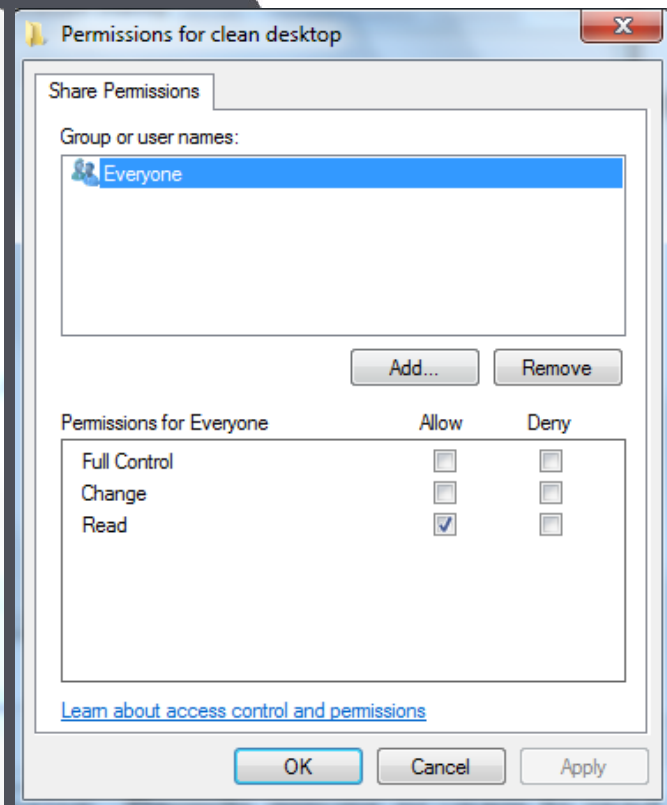 Permissions for clean desktop
Share Permissions
Group or user names:
Everyone
Add... Remove
Permissions for Everyone Allow Deny
Full Control
Change
Read
Learn about access control and permissions
OK Cancel Apply